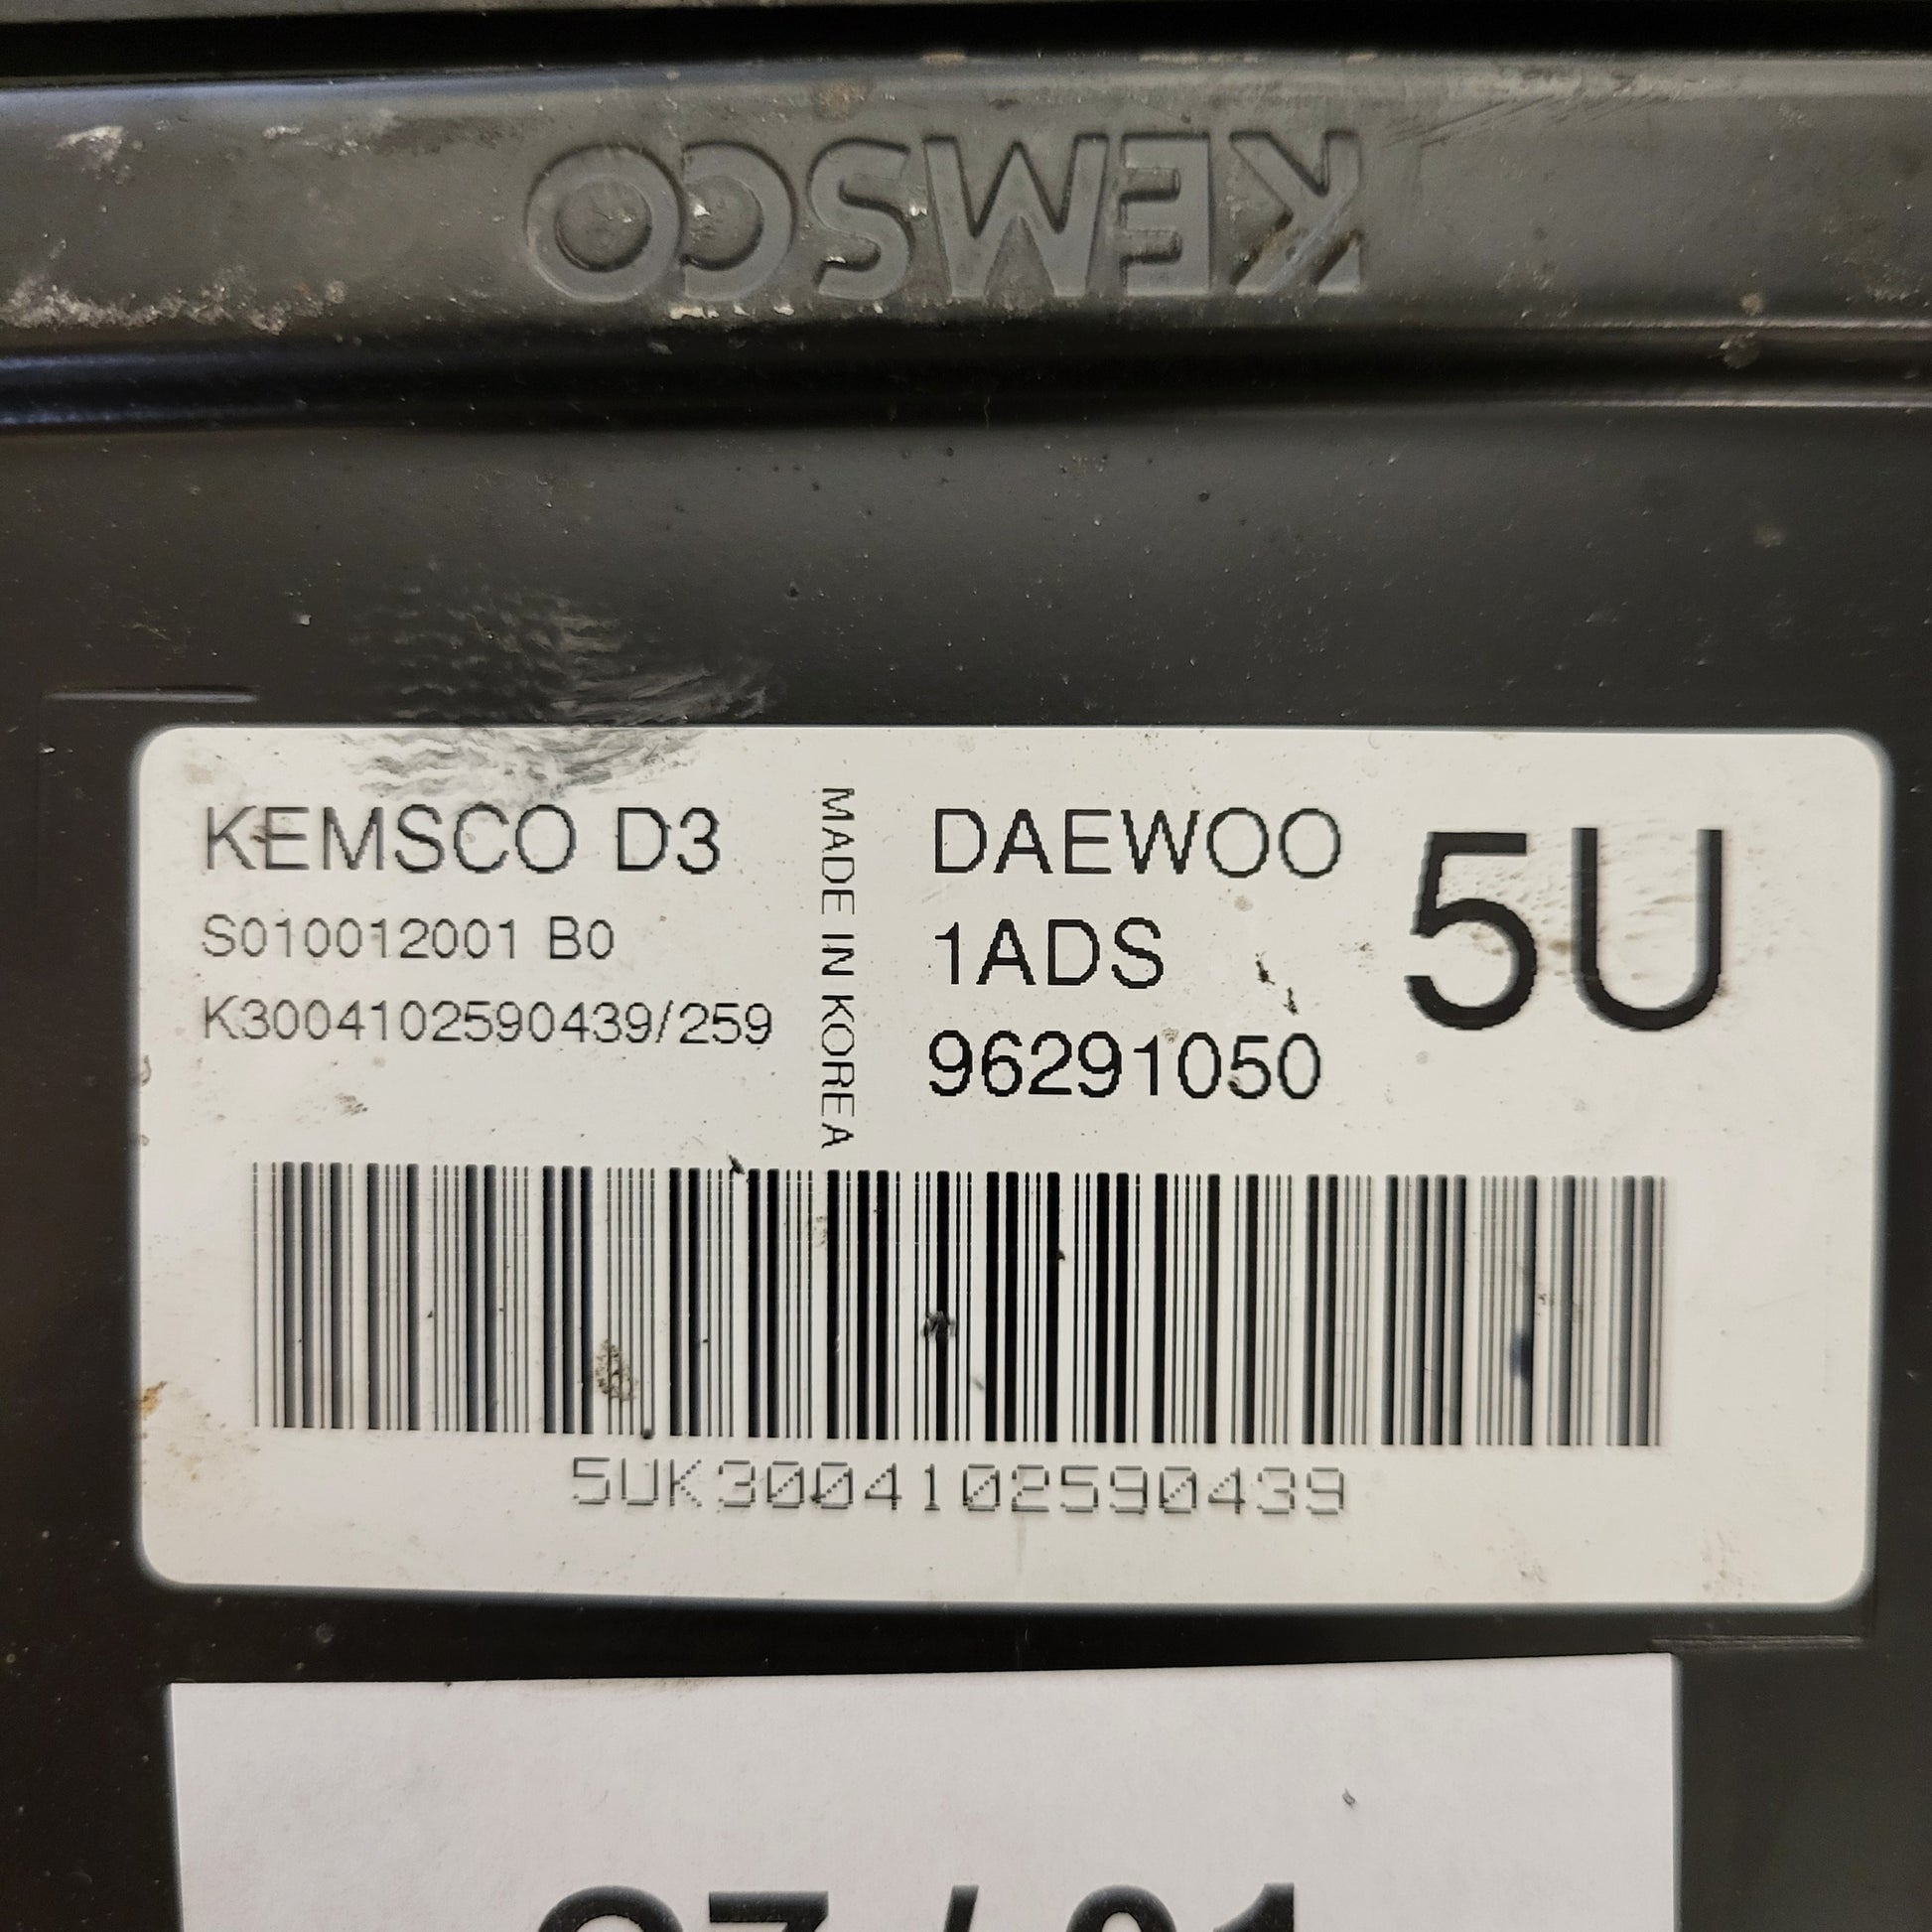 KEMSCO
KEMSCO D3
S010012001 B0
K3004102590439/259
MADE IN KOREA
DAEWOO
1ADS
96291050
5U
5UK3004102590439